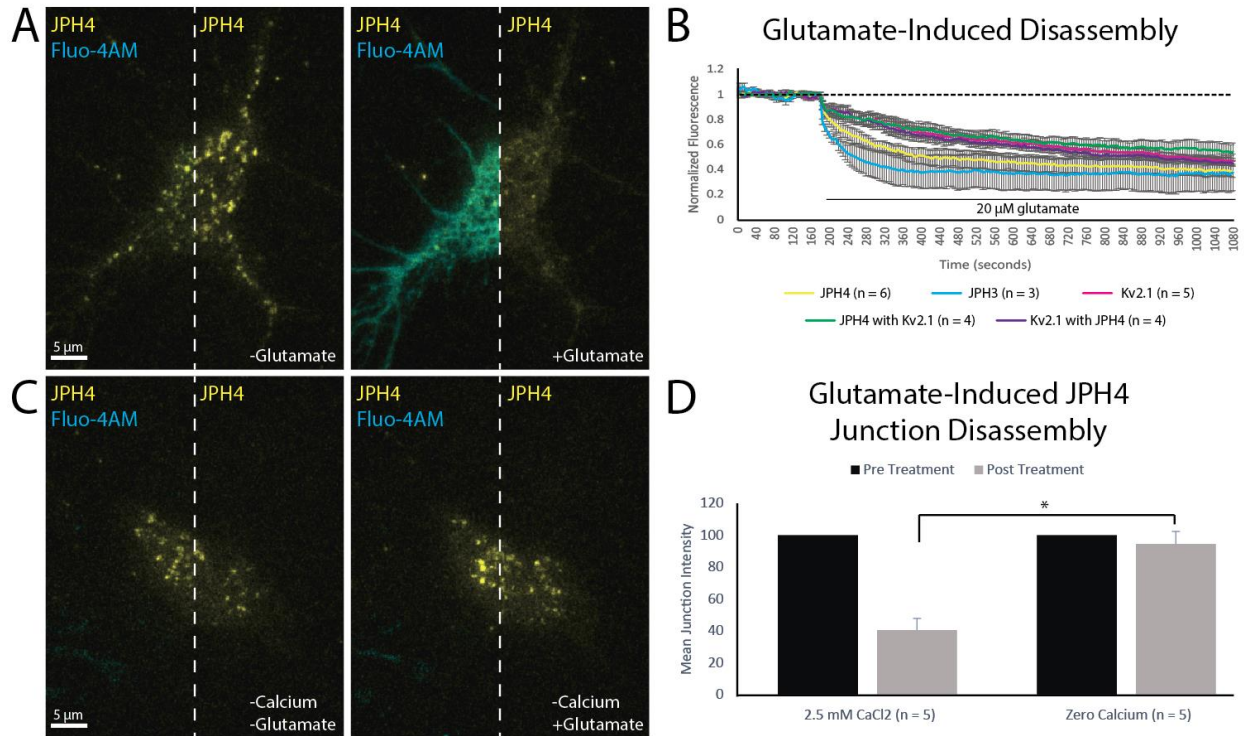 A
JPH4 JPH4
Fluo-4AM
5 µm
-Glutamate
JPH4 JPH4
Fluo-4AM
+Glutamate
B
Glutamate-Induced Disassembly
Normalized Fluorescence
1.2
1
0.8
0.6
0.4
0.2
0
20 µM glutamate
0 40 80 120 160 200 240 280 320 360 400 440 480 520 560 600 640 680 720 760 800 840 880 920 960 1000 1040 1080
Time (seconds)
JPH4 (n = 6) JPH3 (n = 3) Kv2.1 (n = 5)
JPH4 with Kv2.1 (n = 4) Kv2.1 with JPH4 (n = 4)
C
JPH4 JPH4
Fluo-4AM
5 µm
-Calcium
-Glutamate
JPH4 JPH4
Fluo-4AM
-Calcium
+Glutamate
D
Glutamate-Induced JPH4
Junction Disassembly
Pre Treatment Post Treatment
Mean Junction Intensity
120
100
80
60
40
20
0
*
2.5 mM CaCl2 (n = 5) Zero Calcium (n = 5)